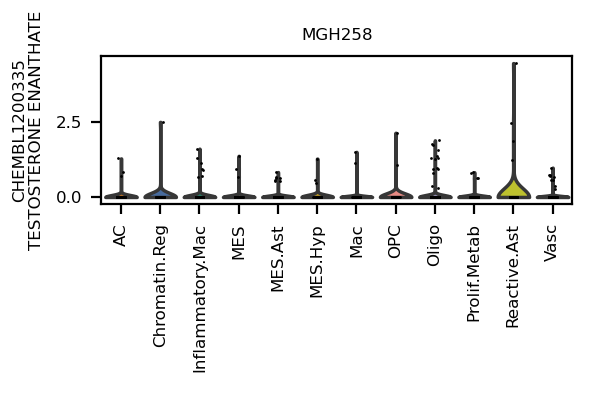 MGH258
CHEMBL1200335
TESTOSTERONE ENANTHATE
2.5
0.0
AC
Chromatin.Reg
Inflammatory.Mac
MES
MES.Ast
MES.Hyp
Mac
OPC
Oligo
Prolif.Metab
Reactive.Ast
Vasc